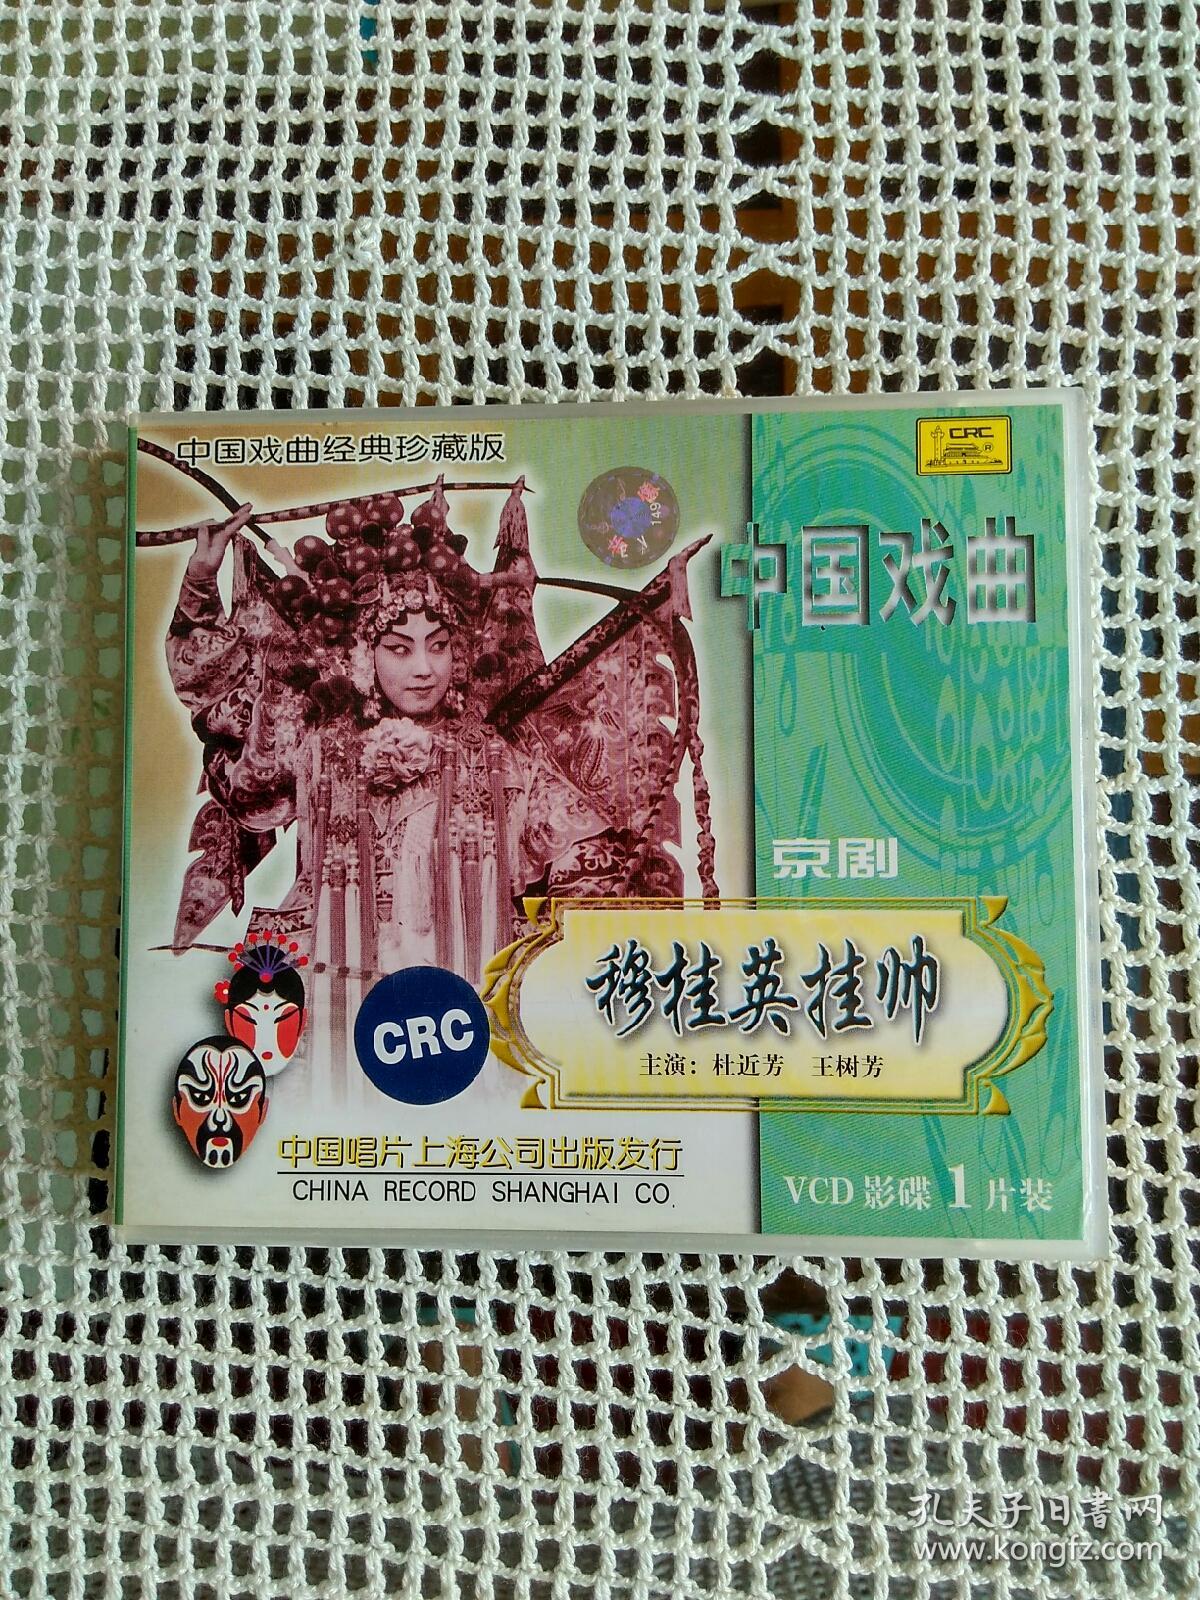 中国戏曲经典珍藏版
CRC
®
149
中国戏曲
京剧
穆桂英挂帅
主演：杜近芳 王树芳
CRC
中国唱片上海公司出版发行
CHINA RECORD SHANGHAI CO.
VCD 影碟 1 片装
孔夫子旧書网
www.kongfz.com